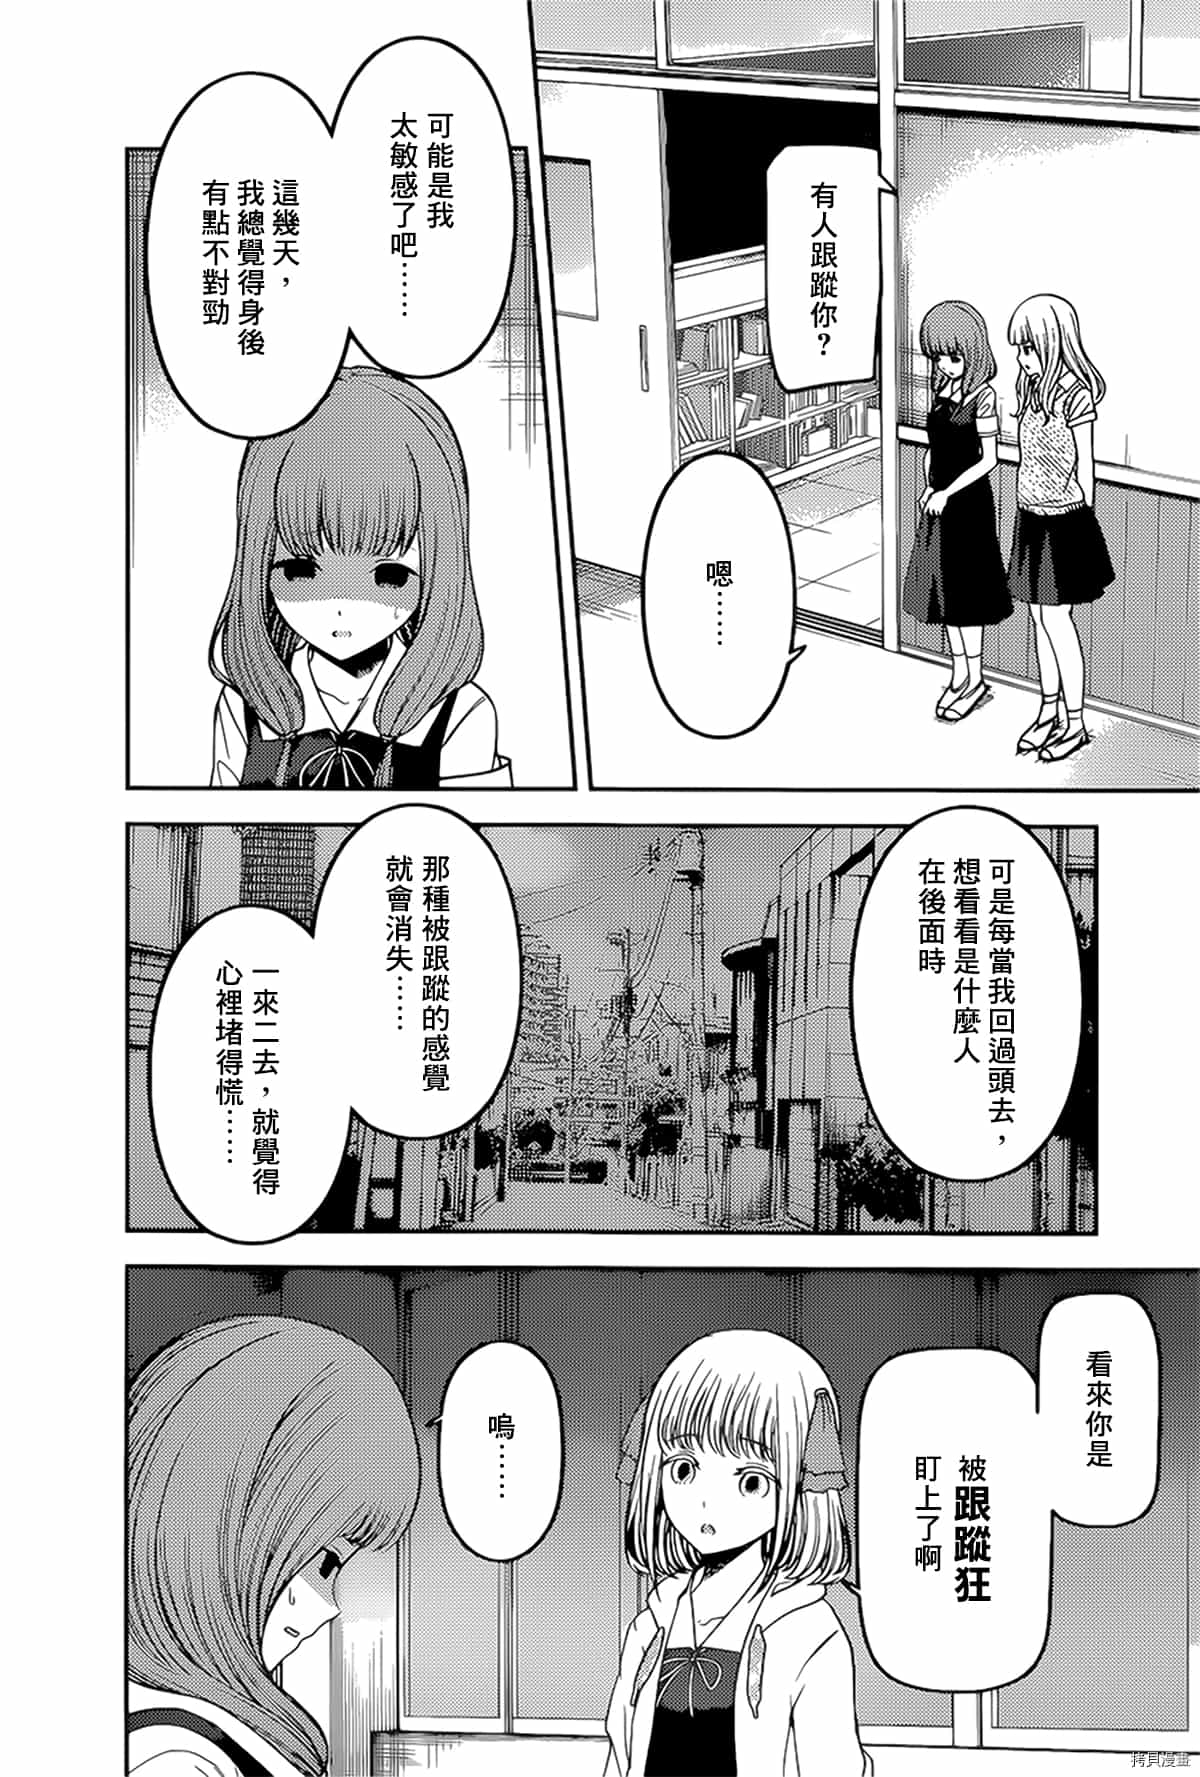 有人跟蹤你?
嗯……
可能是我
太敏感了吧……
這幾天，
我總覺得身後
有點不對勁
可是每當我回過頭去，
想看看是什麼人
在後面時
那種被跟蹤的感覺
就會消失……
一來二去，就覺得
心裡堵得慌……
看來你是
被跟蹤狂
盯上了啊
嗚……
拷貝漫畫